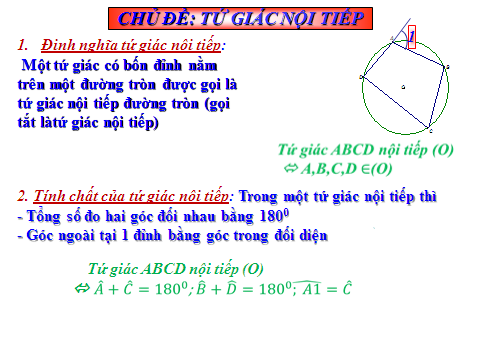 CHỦ ĐỀ: TỨ GIÁC NỘI TIẾP
1. Định nghĩa tứ giác nội tiếp:
Một tứ giác có bốn đỉnh nằm
trên một đường tròn được gọi là
tứ giác nội tiếp đường tròn (gọi
tắt làtứ giác nội tiếp)
1
Tứ giác ABCD nội tiếp (O)
⇔ A,B,C,D ∈(O)
2. Tính chất của tứ giác nội tiếp: Trong một tứ giác nội tiếp thì
- Tổng số đo hai góc đối nhau bằng 180⁰
- Góc ngoài tại 1 đỉnh bằng góc trong đối diện
Tứ giác ABCD nội tiếp (O)
⇔ Â + Ĉ = 180⁰; B̂ + D̂ = 180⁰; Â1 = Ĉ